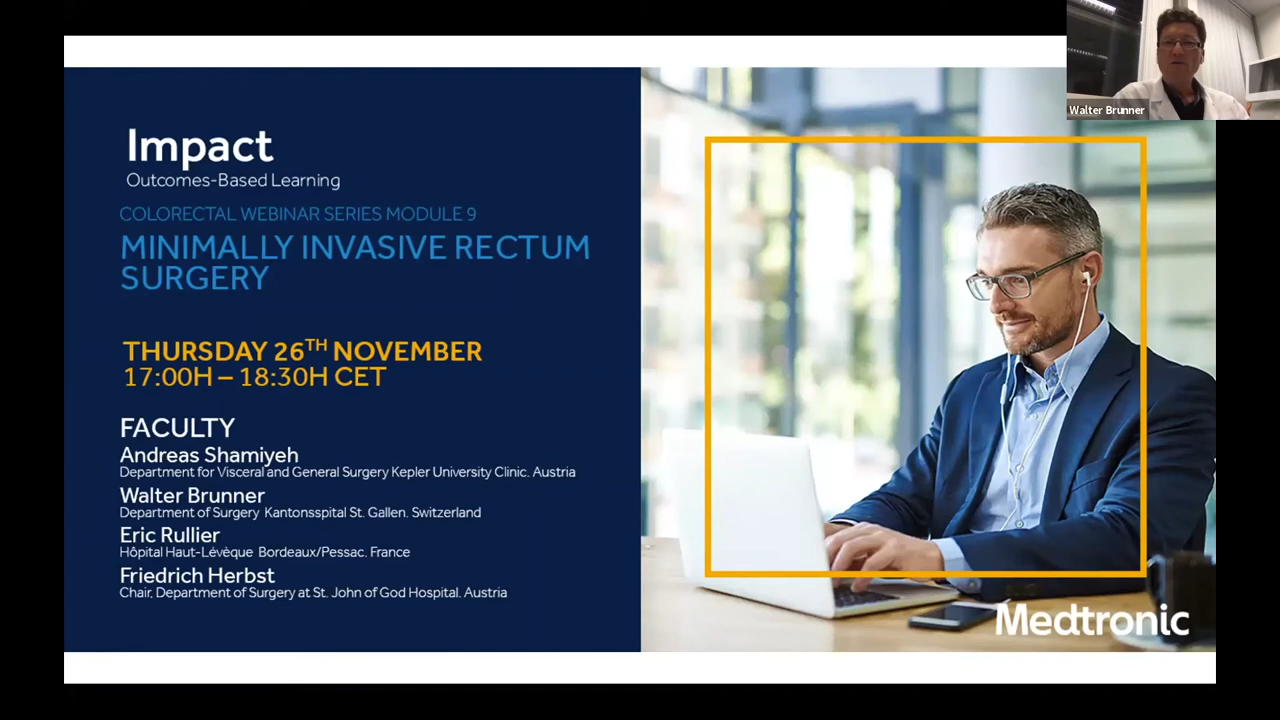 Walter Brunner
Impact
Outcomes-Based Learning
COLORECTAL WEBINAR SERIES MODULE 9
MINIMALLY INVASIVE RECTUM
SURGERY
THURSDAY 26TH NOVEMBER
17:00H – 18:30H CET
FACULTY
Andreas Shamiyeh
Department for Visceral and General Surgery Kepler University Clinic. Austria
Walter Brunner
Department of Surgery Kantonsspital St. Gallen. Switzerland
Eric Rullier
Hôpital Haut-Lévèque Bordeaux/Pessac. France
Friedrich Herbst
Chair, Department of Surgery at St. John of God Hospital. Austria
Medtronic